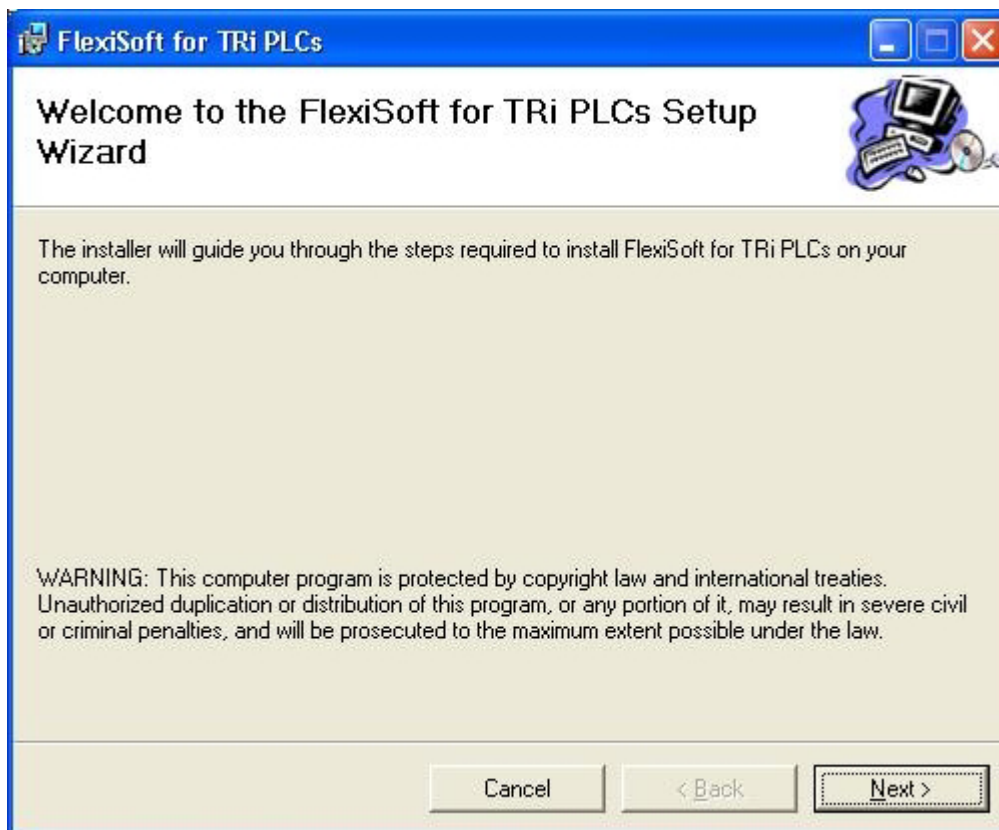 FlexiSoft for TRi PLCs
Welcome to the FlexiSoft for TRi PLCs Setup
Wizard
The installer will guide you through the steps required to install FlexiSoft for TRi PLCs on your
computer.
WARNING: This computer program is protected by copyright law and international treaties.
Unauthorized duplication or distribution of this program, or any portion of it, may result in severe civil
or criminal penalties, and will be prosecuted to the maximum extent possible under the law.
Cancel
< Back
Next >